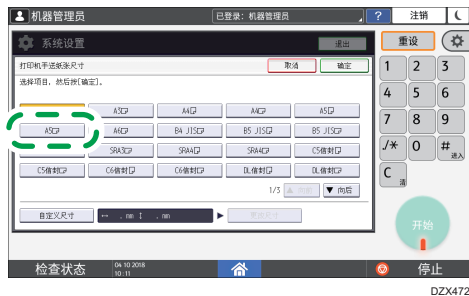 机器管理员 已登录：机器管理员 ? 注销
系统设置 退出
重设
打印机手送纸张尺寸 取消 确定
选择项目，然后按[确定]。
A3 A4 A4 A5
A5 A6 B4 JIS B5 JIS B5 JIS
SRA3 SRA4 SRA4 C5信封
C5信封 C6信封 C6信封 DL信封 DL信封
1/3 ▲ 向前 ▼ 向后
自定义尺寸 ↔ . mm ↕ . mm ▶ 更改尺寸
1 2 3
4 5 6
7 8 9
./* 0 # 进入
C 清
开始
检查状态 04 10 2018
10:11
停止
DZX472